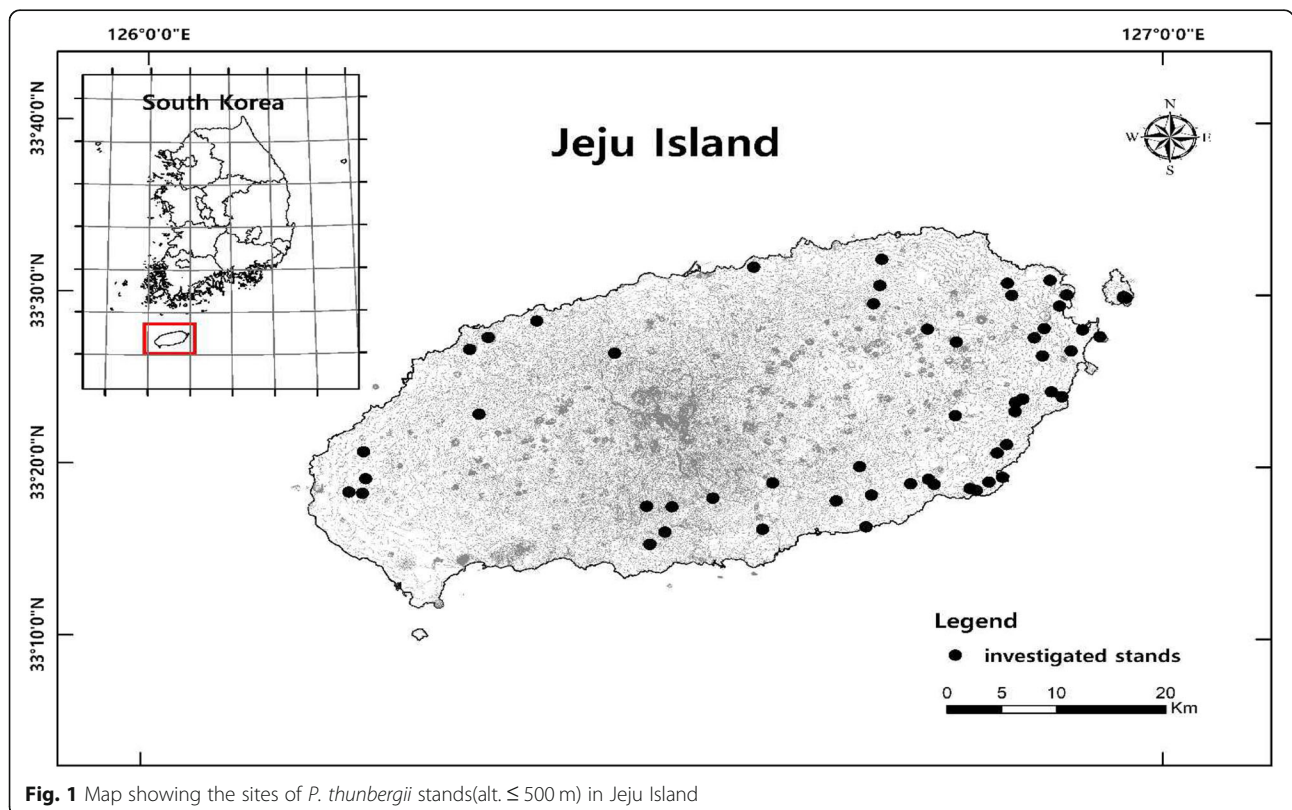 126°0'0"E 127°0'0"E
South Korea
Jeju Island
N
W E
S
33°40'0"N
33°30'0"N
33°20'0"N
33°10'0"N
Legend
investigated stands
0 5 10 20
Km
Fig. 1 Map showing the sites of P. thunbergii stands(alt. ≤ 500 m) in Jeju Island